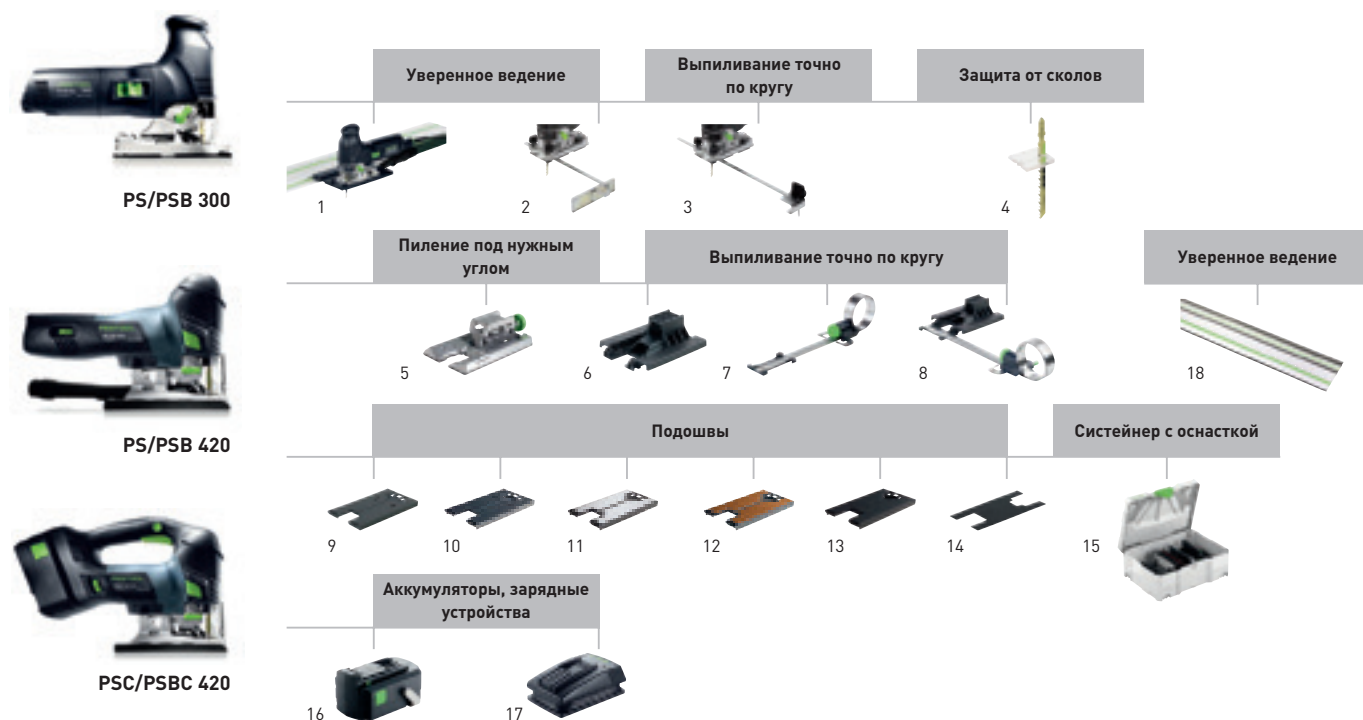 Уверенное ведение
Выпиливание точно
по кругу
Защита от сколов
PS/PSB 300
1
2
3
4
Пиление под нужным
углом
Выпиливание точно по кругу
Уверенное ведение
5
6
7
8
18
PS/PSB 420
Подошвы
Систейнер с оснасткой
9
10
11
12
13
14
15
Аккумуляторы, зарядные
устройства
PSC/PSBC 420
16
17